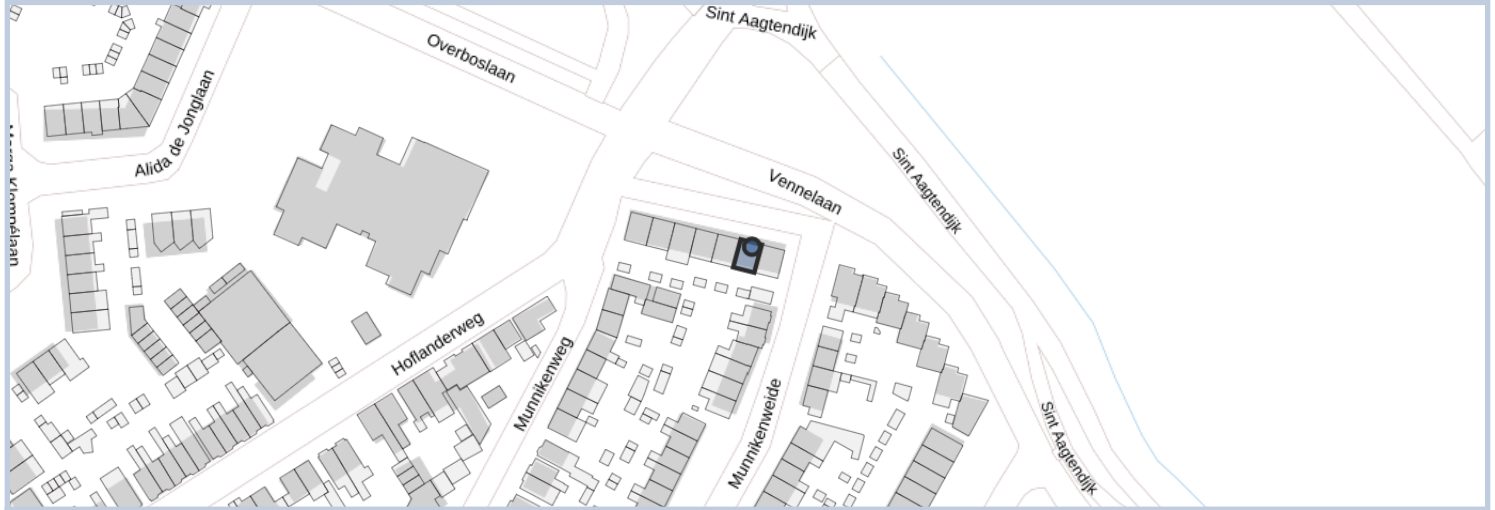 Sint Aagtendijk
Overboslaan
Alida de Jonglaan
Sint Aagtendijk
Vennelaan
Hoflanderweg
Munnikenweg
Munnikenweide
Sint Aagtendijk